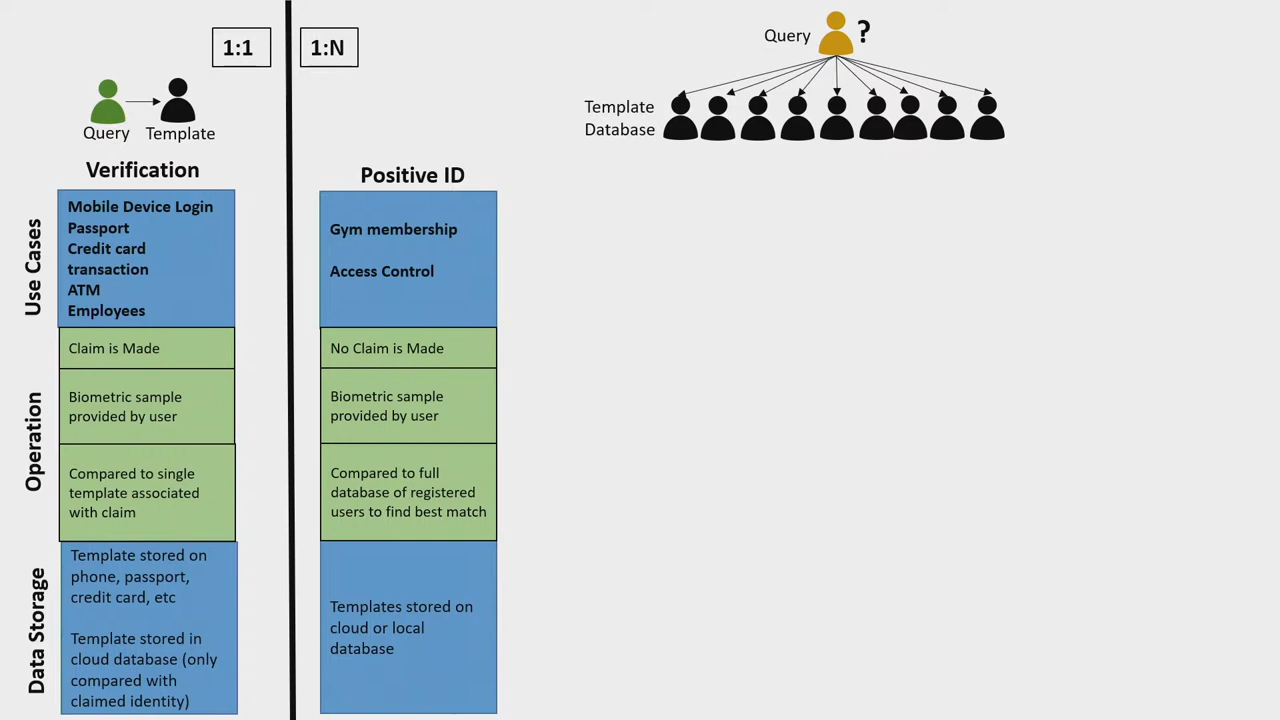 1:1
1:N
Query
?
Template
Database
Query
Template
Verification
Positive ID
Use Cases
Mobile Device Login
Passport
Credit card
transaction
ATM
Employees
Gym membership
Access Control
Operation
Claim is Made
No Claim is Made
Biometric sample
provided by user
Biometric sample
provided by user
Compared to single
template associated
with claim
Compared to full
database of registered
users to find best match
Data Storage
Template stored on
phone, passport,
credit card, etc
Template stored in
cloud database (only
compared with
claimed identity)
Templates stored on
cloud or local
database